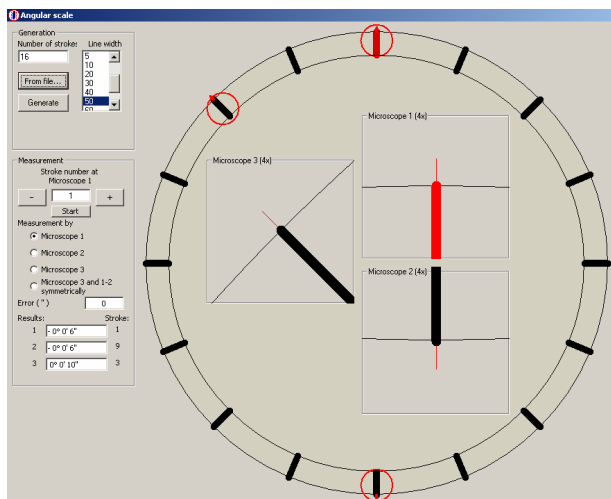 Angular scale
Generation
Number of stroke: Line width
16
5
10
20
30
40
50
60
From file...
Generate
Measurement
Stroke number at
Microscope 1
- 1 +
Start
Measurement by
Microscope 1
Microscope 2
Microscope 3
Microscope 3 and 1-2
symmetrically
Error ( " ) 0
Results: Stroke:
1 - 0° 0' 6" 1
2 - 0° 0' 6" 9
3 0° 0' 10" 3
Microscope 1 (4x)
Microscope 3 (4x)
Microscope 2 (4x)